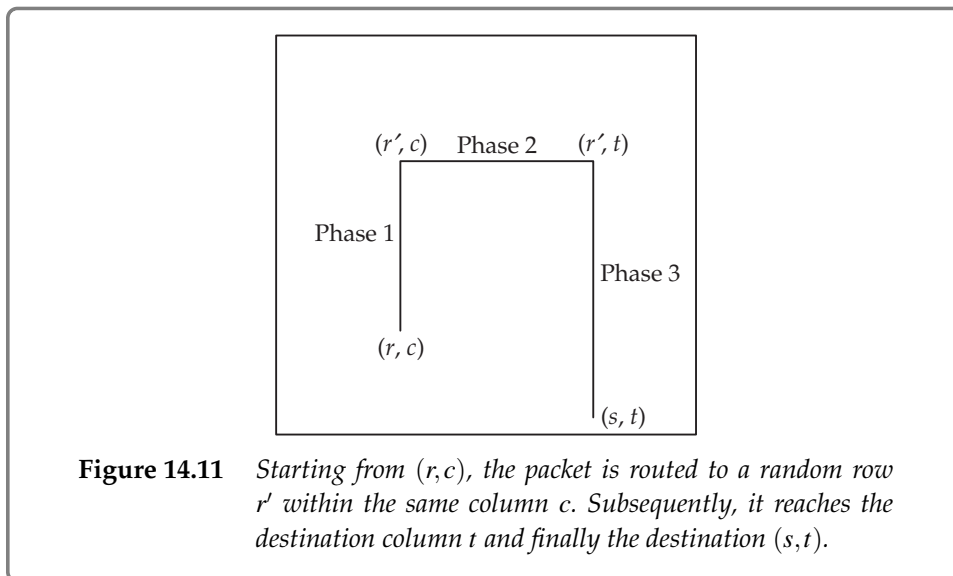 (r′, c) Phase 2 (r′, t)
Phase 1
Phase 3
(r, c)
(s, t)
Figure 14.11 Starting from (r,c), the packet is routed to a random row
r′ within the same column c. Subsequently, it reaches the
destination column t and finally the destination (s,t).